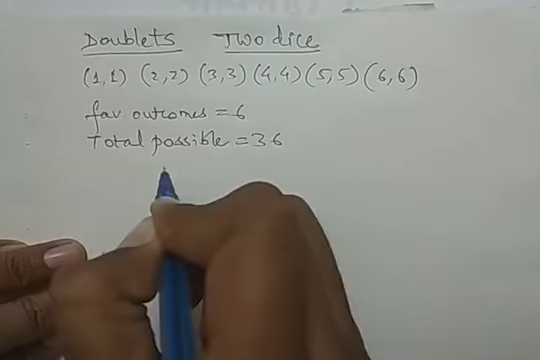 Doublets Two dice
(1,1) (2,2) (3,3) (4,4) (5,5) (6,6)
fav outcomes = 6
Total possible = 36